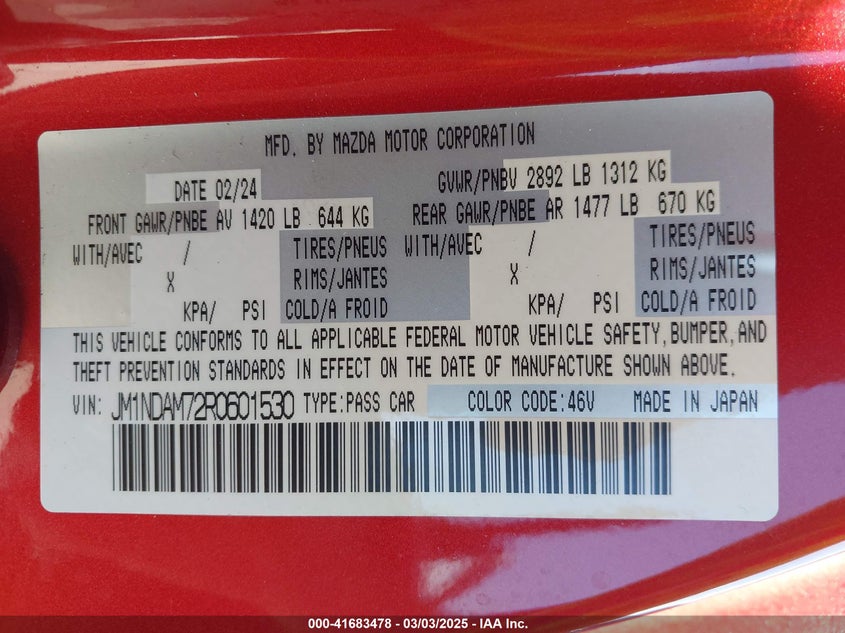 MFD. BY MAZDA MOTOR CORPORATION
DATE 02/24 GVWR/PNBV 2892 LB 1312 KG
FRONT GAWR/PNBE AV 1420 LB 644 KG REAR GAWR/PNBE AR 1477 LB 670 KG
WITH/AVEC / TIRES/PNEUS WITH/AVEC / TIRES/PNEUS
X RIMS/JANTES X RIMS/JANTES
KPA/ PSI COLD/A FROID KPA/ PSI COLD/A FROID
THIS VEHICLE CONFORMS TO ALL APPLICABLE FEDERAL MOTOR VEHICLE SAFETY, BUMPER, AND
THEFT PREVENTION STANDARDS IN EFFECT ON THE DATE OF MANUFACTURE SHOWN ABOVE.
VIN: JM1NDAM72R0601530 TYPE:PASS CAR COLOR CODE:46V MADE IN JAPAN
000-41683478 - 03/03/2025 - IAA Inc.